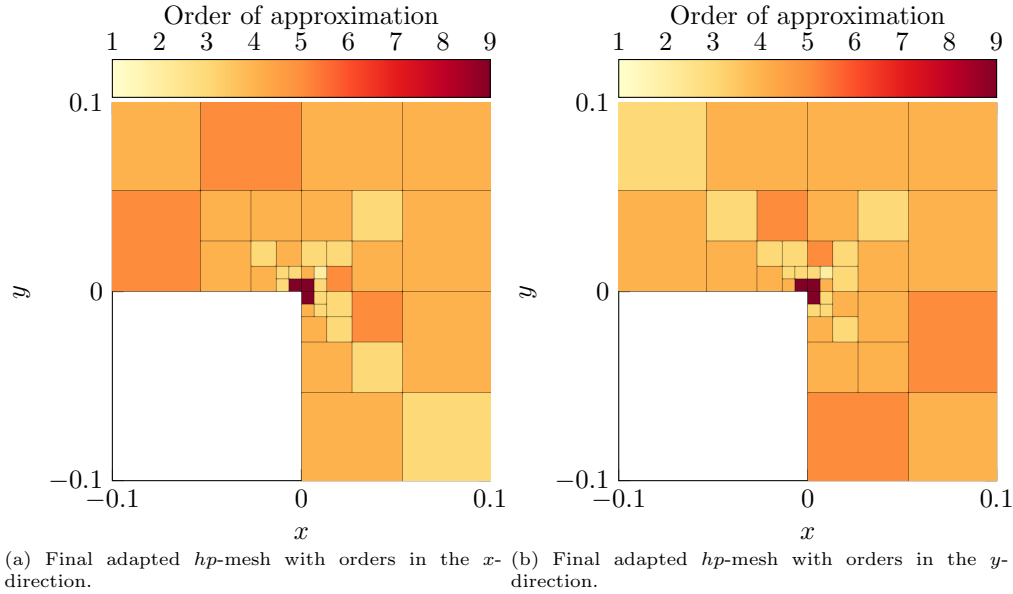 Order of approximation
1 2 3 4 5 6 7 8 9
0.1
0
−0.1
y
−0.1 0 0.1
x
(a) Final adapted hp-mesh with orders in the x-
direction.
Order of approximation
1 2 3 4 5 6 7 8 9
0.1
0
−0.1
y
−0.1 0 0.1
x
(b) Final adapted hp-mesh with orders in the y-
direction.